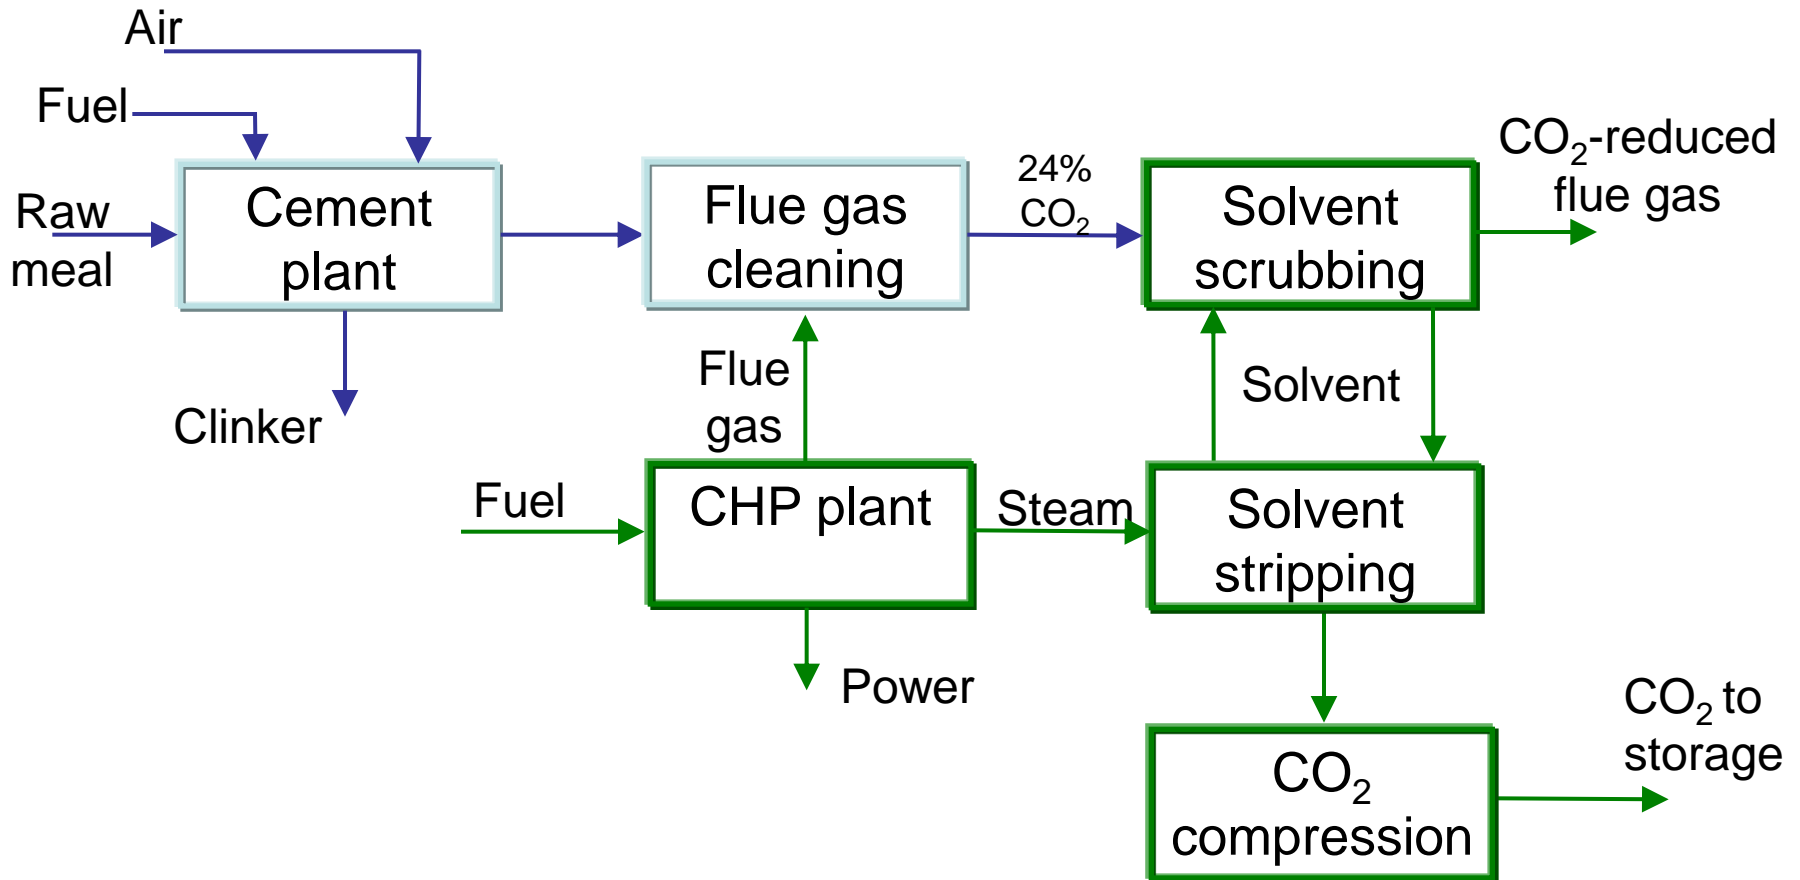 Air
Fuel
Raw
meal
Cement
plant
Clinker
Flue gas
cleaning
24%
CO₂
Solvent
scrubbing
CO₂-reduced
flue gas
Flue
gas
Solvent
Fuel
CHP plant
Steam
Solvent
stripping
Power
CO₂
compression
CO₂ to
storage